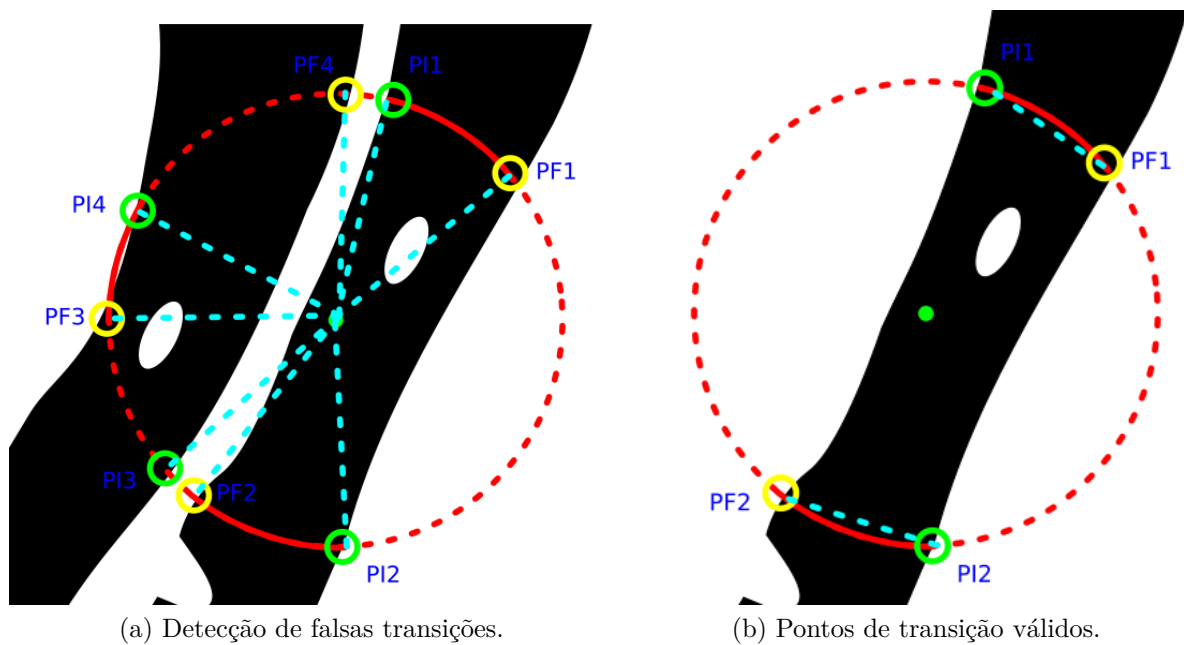 PF4 PI1
PF1
PI4
PF3
PI3 PF2
PI2
(a) Detecção de falsas transições.
PI1
PF1
PF2
PI2
(b) Pontos de transição válidos.